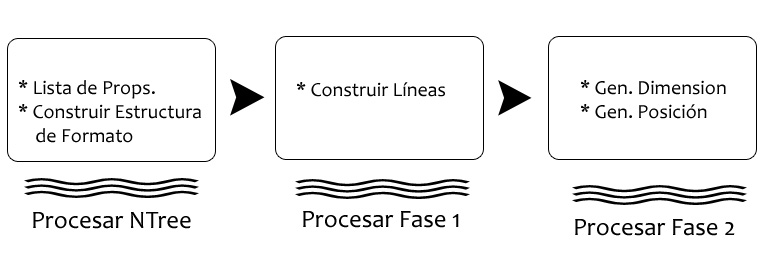 * Lista de Props.
* Construir Estructura
de Formato
Procesar NTree
* Construir Líneas
Procesar Fase 1
* Gen. Dimension
* Gen. Posición
Procesar Fase 2